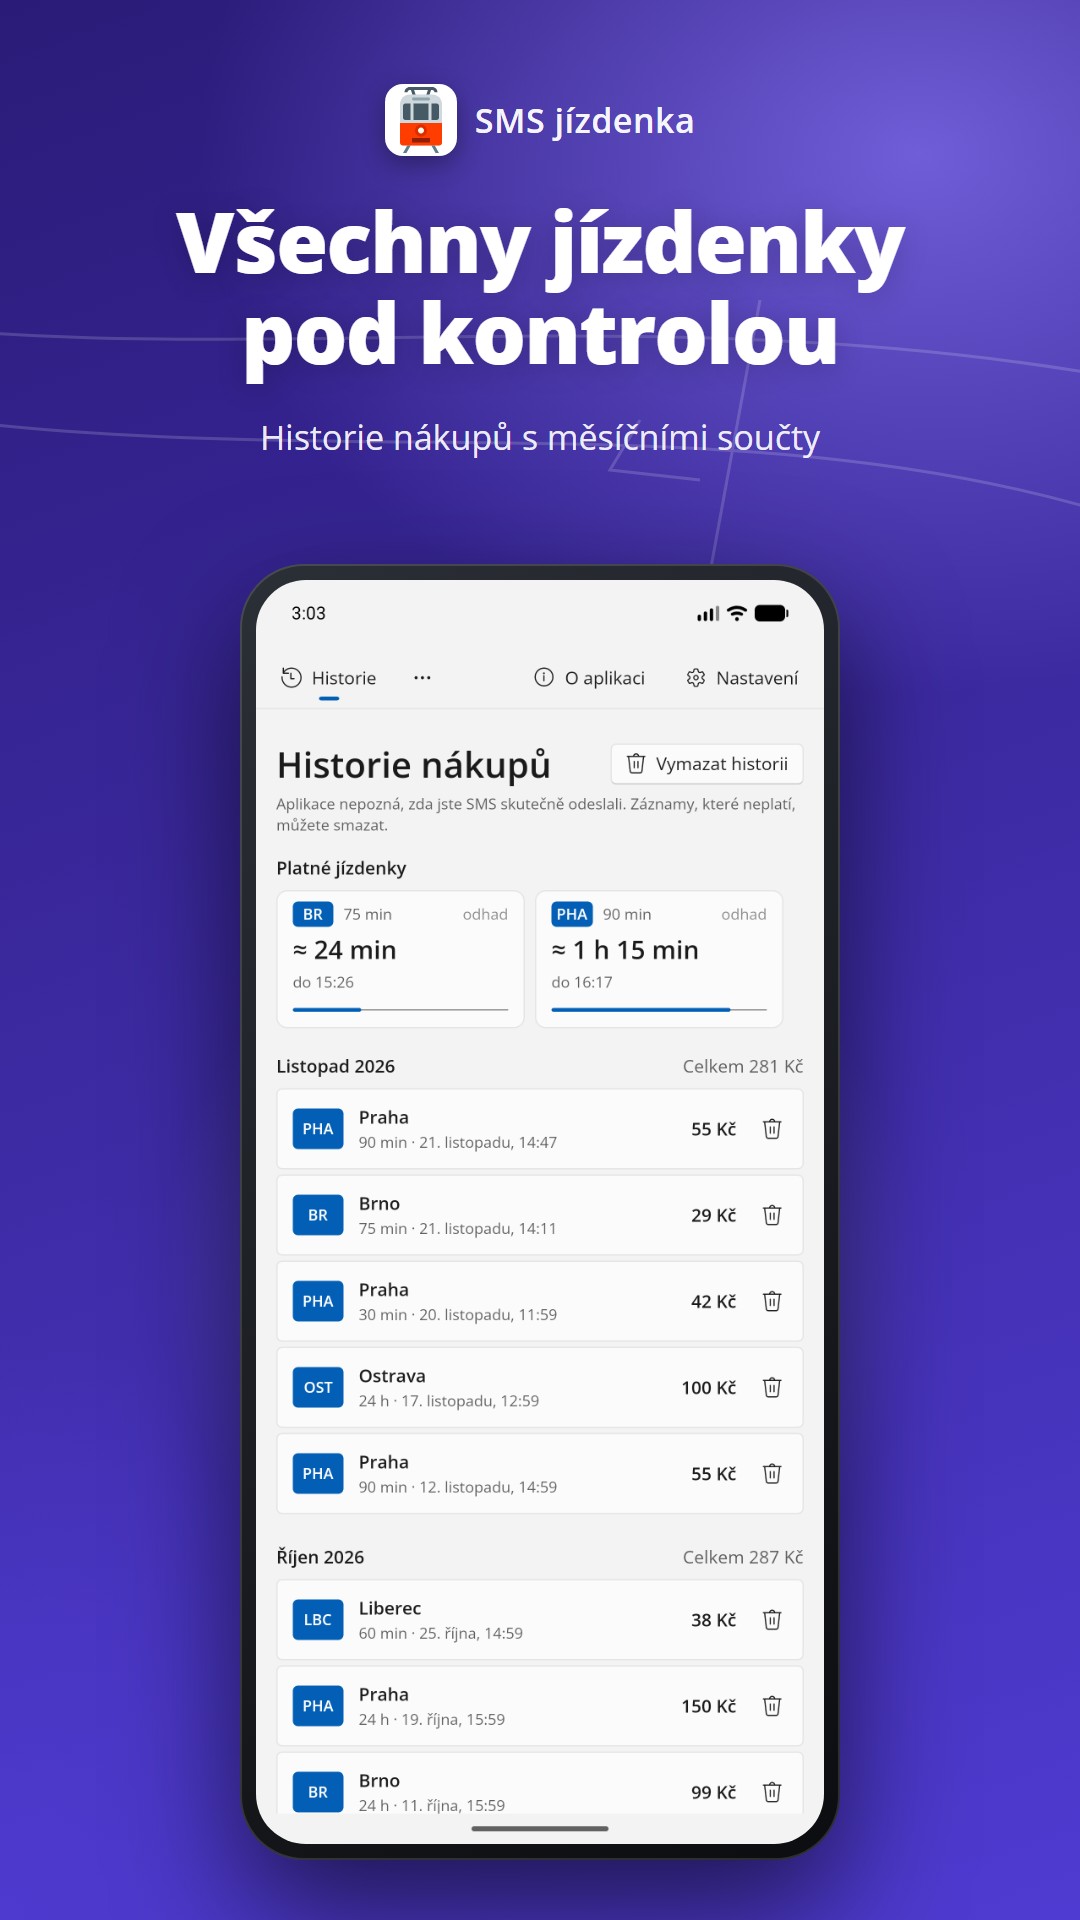 SMS jízdenka
Všechny jízdenky
pod kontrolou
Historie nákupů s měsíčními součty
3:03
Historie
O aplikaci
Nastavení
Historie nákupů
Vymazat historii
Aplikace nepozná, zda jste SMS skutečně odeslali. Záznamy, které neplatí,
můžete smazat.
Platné jízdenky
BR 75 min odhad
≈ 24 min
do 15:26
PHA 90 min odhad
≈ 1 h 15 min
do 16:17
Listopad 2026 Celkem 281 Kč
PHA Praha 55 Kč
90 min · 21. listopadu, 14:47
BR Brno 29 Kč
75 min · 21. listopadu, 14:11
PHA Praha 42 Kč
30 min · 20. listopadu, 11:59
OST Ostrava 100 Kč
24 h · 17. listopadu, 12:59
PHA Praha 55 Kč
90 min · 12. listopadu, 14:59
Říjen 2026 Celkem 287 Kč
LBC Liberec 38 Kč
60 min · 25. října, 14:59
PHA Praha 150 Kč
24 h · 19. října, 15:59
BR Brno 99 Kč
24 h · 11. října, 15:59